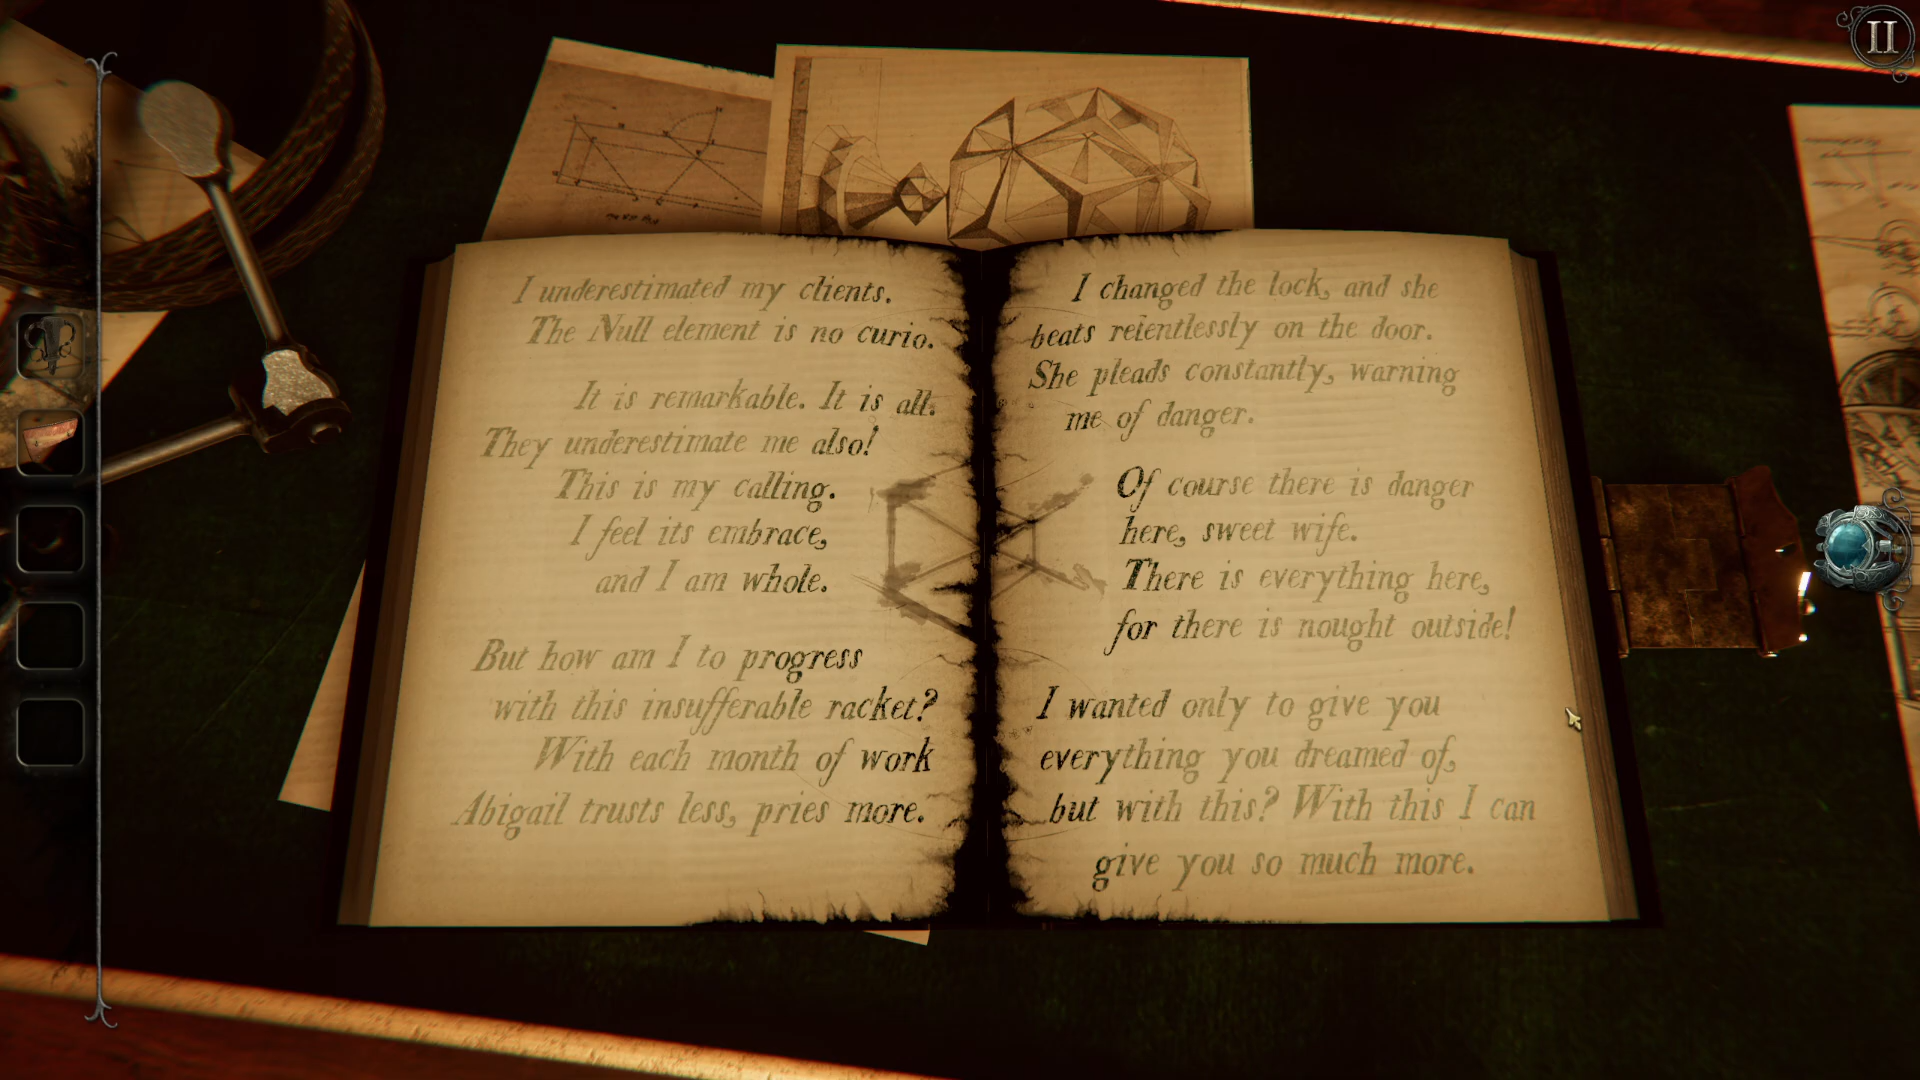 I underestimated my clients.
The Null element is no curio.
It is remarkable. It is all.
They underestimate me also!
This is my calling.
I feel its embrace,
and I am whole.
But how am I to progress
with this insufferable racket?
With each month of work
Abigail trusts less, pries more.
I changed the lock, and she
beats relentlessly on the door.
She pleads constantly, warning
me of danger.
Of course there is danger
here, sweet wife.
There is everything here,
for there is nought outside!
I wanted only to give you
everything you dreamed of,
but with this? With this I can
give you so much more.
II